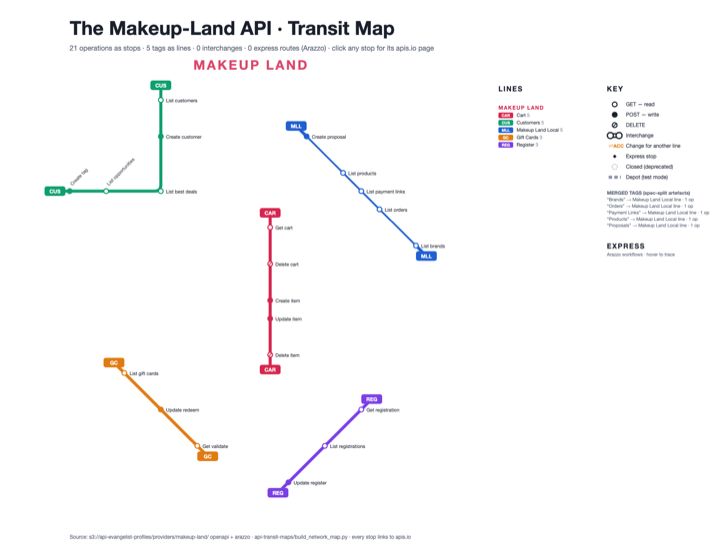 The Makeup-Land API · Transit Map
21 operations as stops · 5 tags as lines · 0 interchanges · 0 express routes (Arazzo) · click any stop for its apis.io page
MAKEUP LAND
CUS
List customers
Create customer
CUS
Create tag
List opportunities
List best deals
MLL
Create proposal
List products
List payment links
List orders
List brands
MLL
CAR
Get cart
Delete cart
Create item
Update item
Delete item
CAR
GC
List gift cards
Update redeem
Get validate
GC
REG
Get registration
List registrations
Update register
REG
LINES
MAKEUP LAND
CAR Cart 5
CUS Customers 5
MLL Makeup Land Local 5
GC Gift Cards 3
REG Register 3
KEY
GET — read
POST — write
DELETE
Interchange
Change for another line
Express stop
Closed (deprecated)
Depot (test mode)
MERGED TAGS (spec-split artefacts)
"Brands" → Makeup Land Local line · 1 op
"Orders" → Makeup Land Local line · 1 op
"Payment Links" → Makeup Land Local line · 1 op
"Products" → Makeup Land Local line · 1 op
"Proposals" → Makeup Land Local line · 1 op
EXPRESS
Arazzo workflows · hover to trace
Source: s3://api-evangelist-profiles/providers/makeup-land/ openapi + arazzo · api-transit-maps/build_network_map.py · every stop links to apis.io